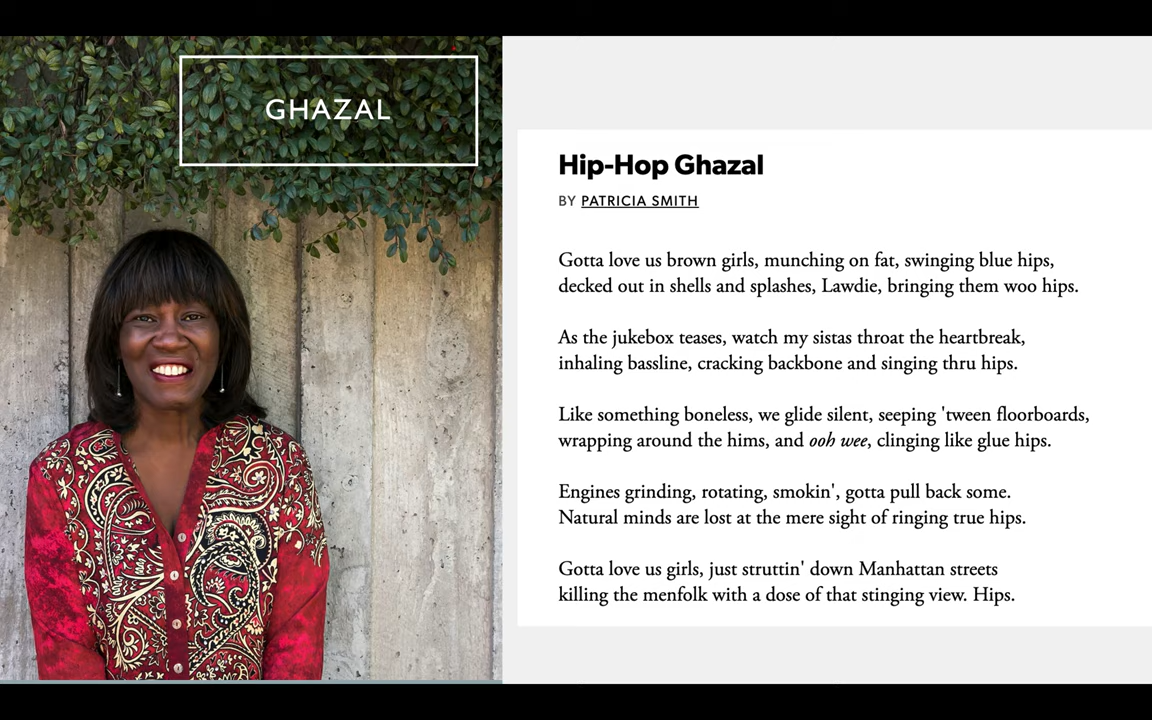 GHAZAL
Hip-Hop Ghazal
BY PATRICIA SMITH
Gotta love us brown girls, munching on fat, swinging blue hips,
decked out in shells and splashes, Lawdie, bringing them woo hips.
As the jukebox teases, watch my sistas throat the heartbreak,
inhaling bassline, cracking backbone and singing thru hips.
Like something boneless, we glide silent, seeping 'tween floorboards,
wrapping around the hims, and ooh wee, clinging like glue hips.
Engines grinding, rotating, smokin', gotta pull back some.
Natural minds are lost at the mere sight of ringing true hips.
Gotta love us girls, just struttin' down Manhattan streets
killing the menfolk with a dose of that stinging view. Hips.